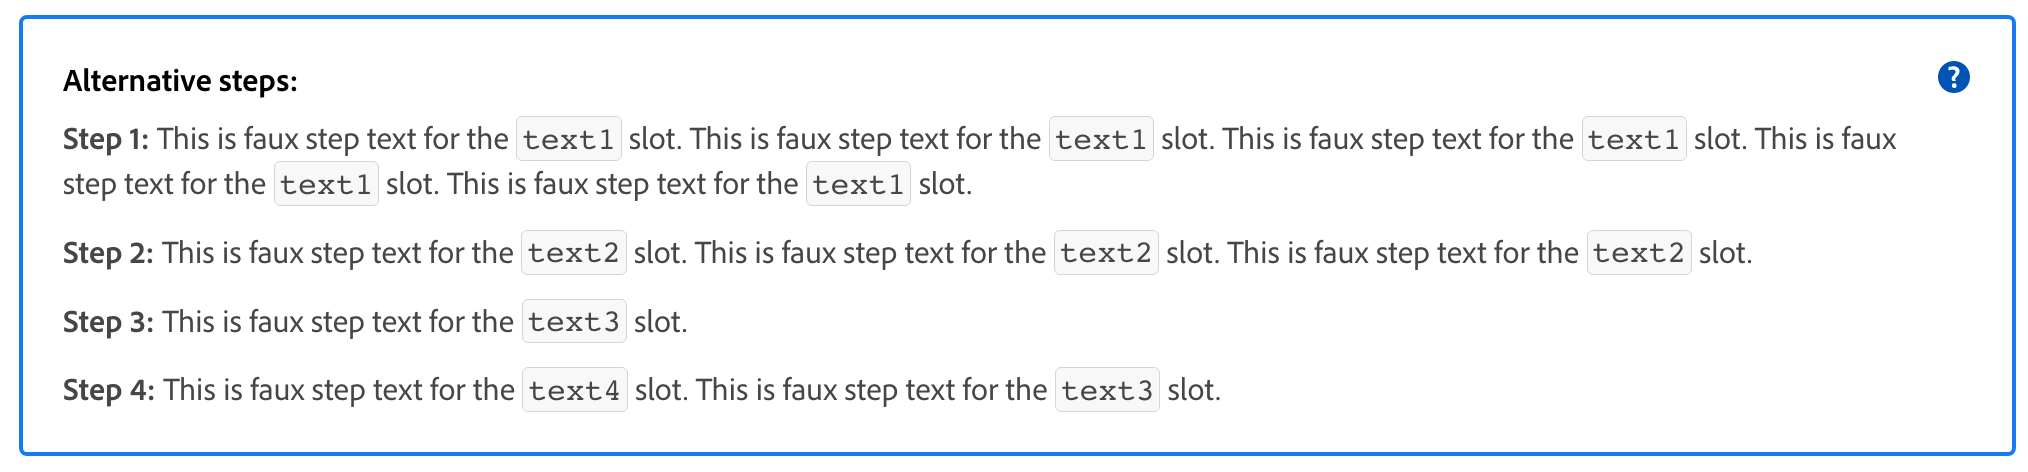 Alternative steps:
?
Step 1: This is faux step text for the text1 slot. This is faux step text for the text1 slot. This is faux step text for the text1 slot. This is faux
step text for the text1 slot. This is faux step text for the text1 slot.
Step 2: This is faux step text for the text2 slot. This is faux step text for the text2 slot. This is faux step text for the text2 slot.
Step 3: This is faux step text for the text3 slot.
Step 4: This is faux step text for the text4 slot. This is faux step text for the text3 slot.